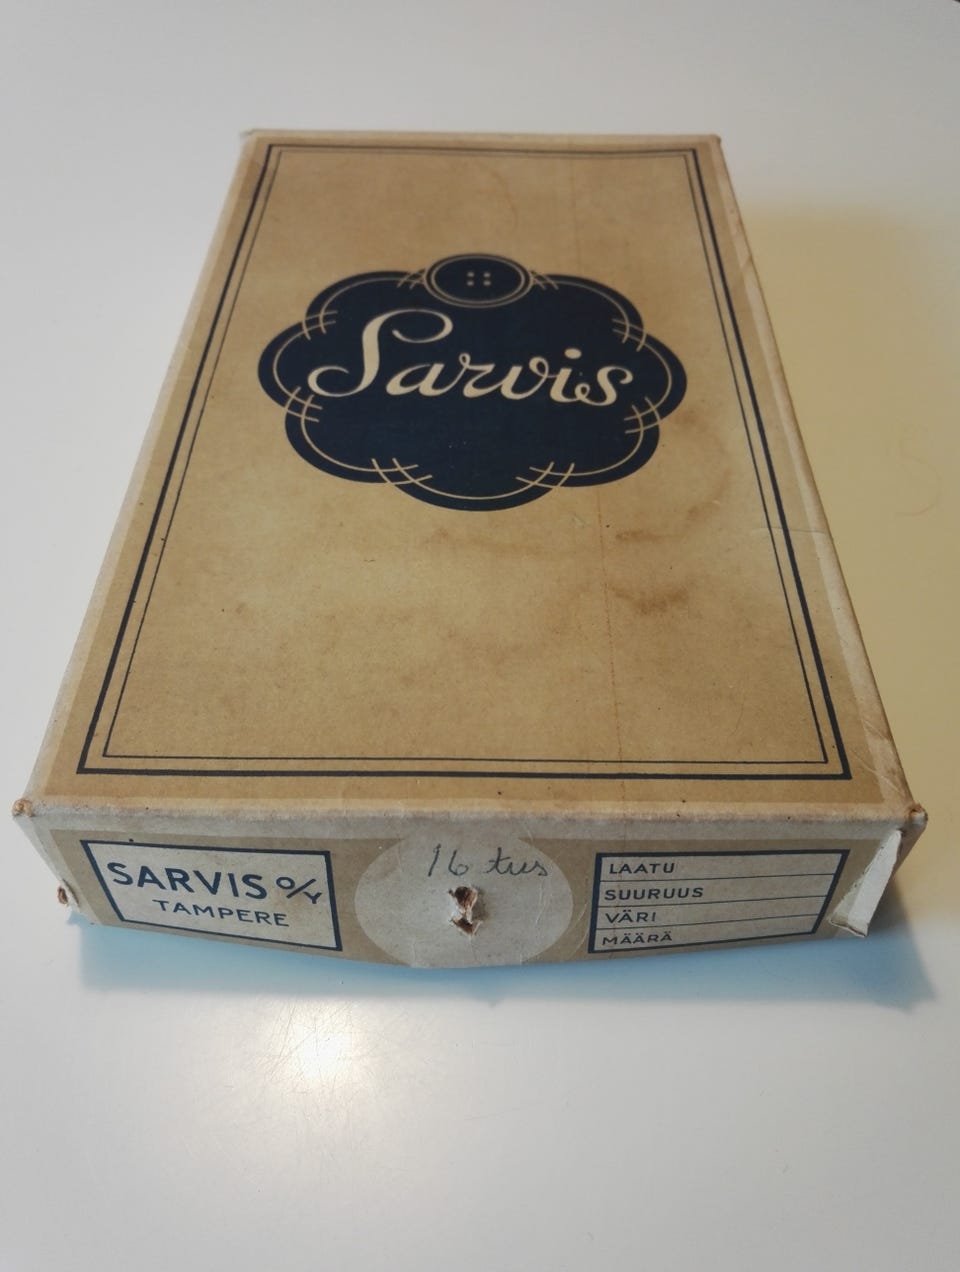 Sarvis
SARVIS O/Y
TAMPERE
16 tus
LAATU
SUURUUS
VÄRI
MÄÄRÄ